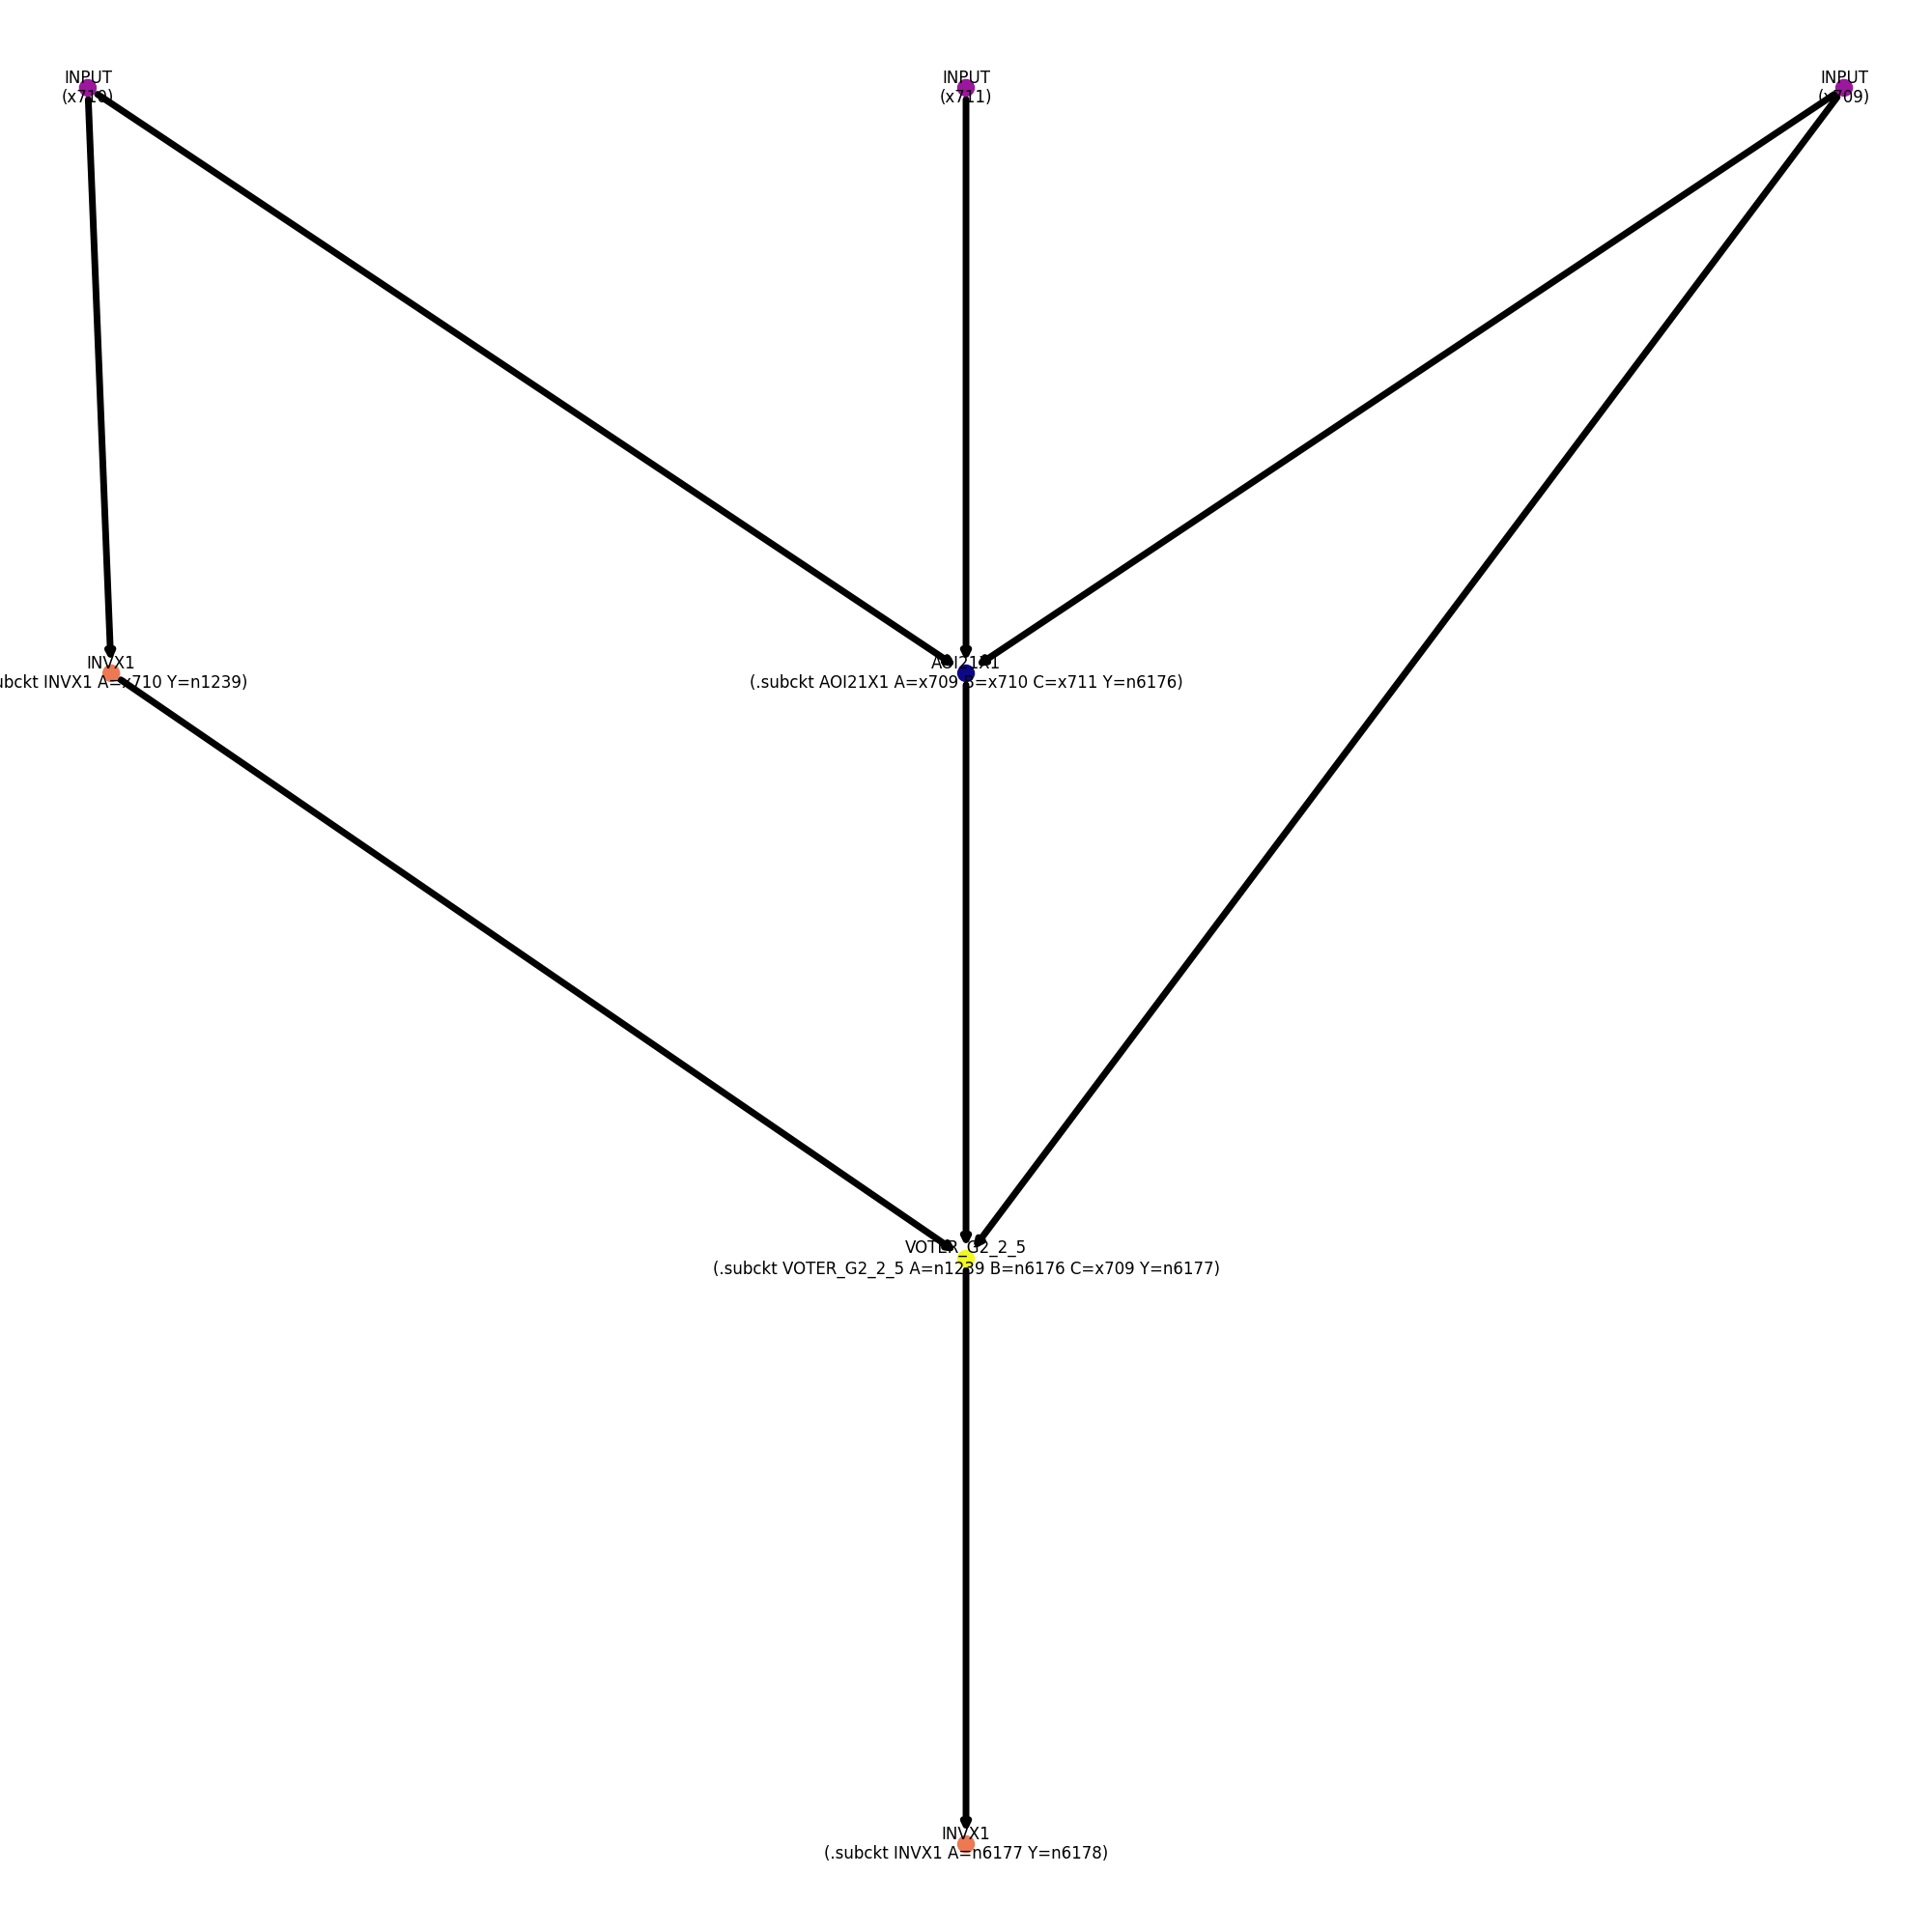 INPUT
(x710)
INPUT
(x711)
INPUT
(x709)
INVX1
ubckt INVX1 A=x710 Y=n1239)
AOI21X1
(.subckt AOI21X1 A=x709 B=x710 C=x711 Y=n6176)
VOTER_G2_2_5
(.subckt VOTER_G2_2_5 A=n1239 B=n6176 C=x709 Y=n6177)
INVX1
(.subckt INVX1 A=n6177 Y=n6178)